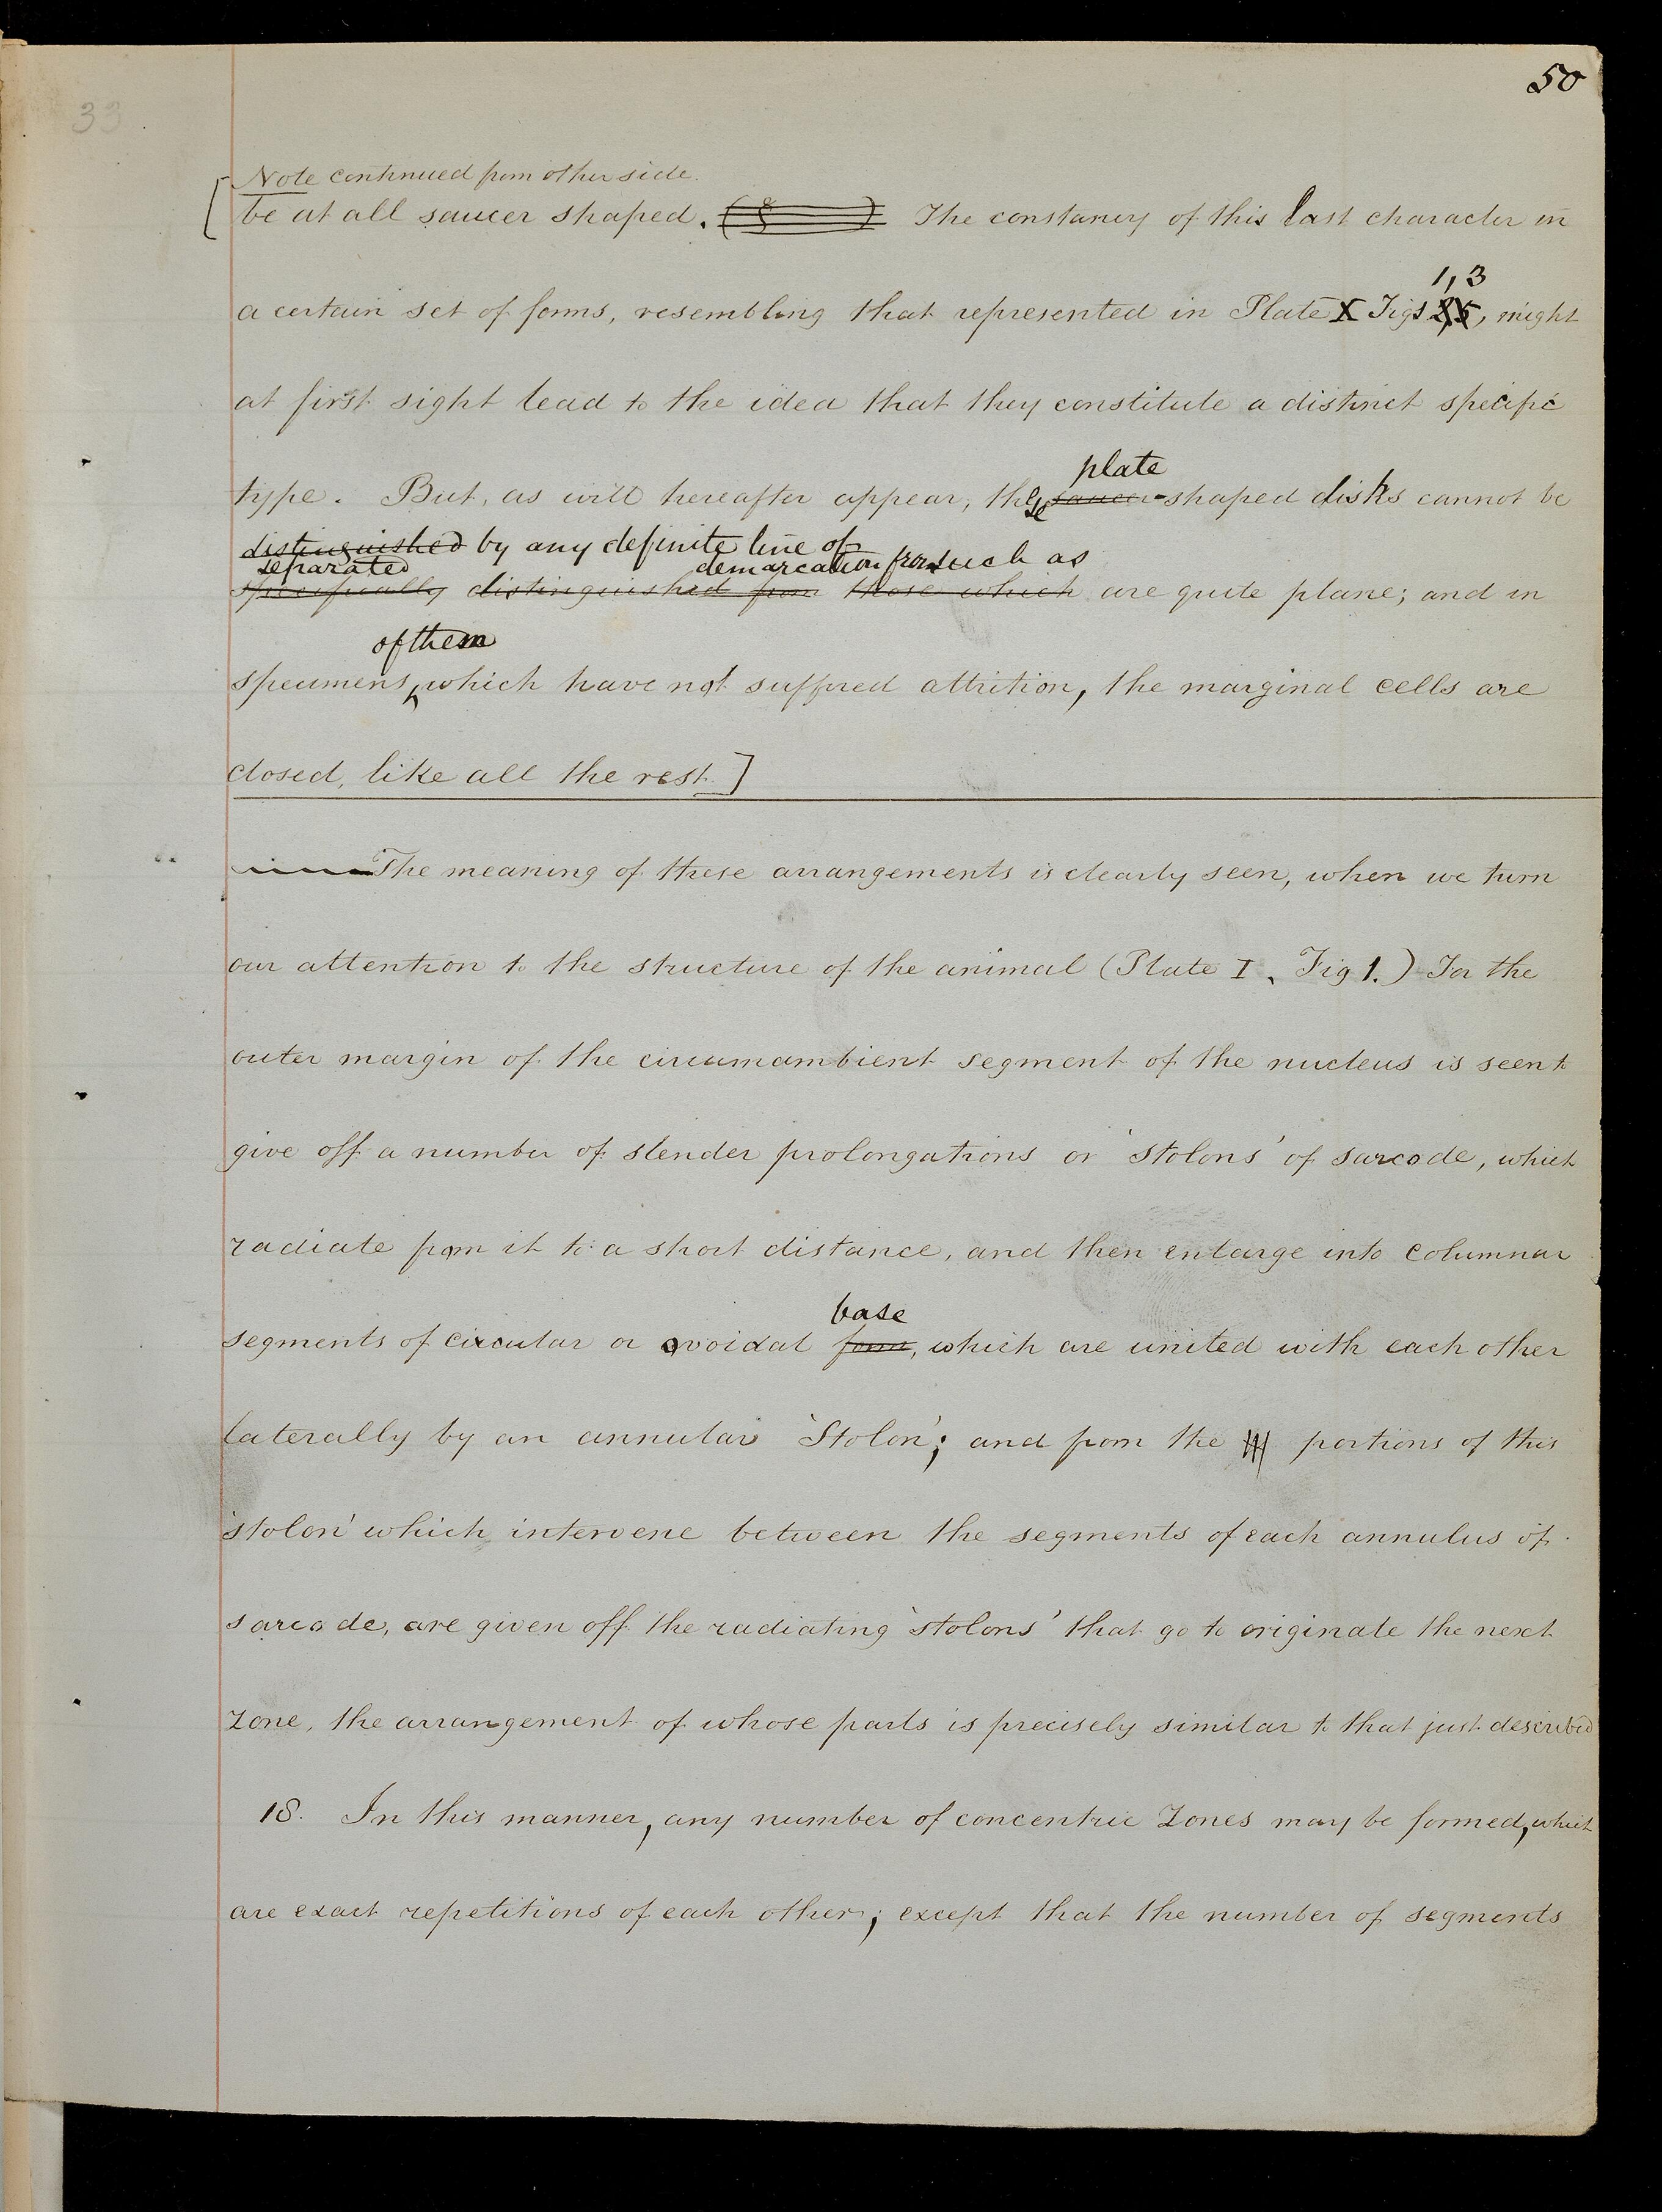 50
33
Note continued from other side.
[be at all saucer shaped. The constancy of this last character in
1, 3
a certain set of forms, resembling that represented in Plate X Figs , might
at first sight lead to the idea that they constitute a distinct specific
plate
type. But, as will hereafter appear, these saucer-shaped disks cannot be
distinguished by any definite line of
separated demarcation from such as
specifically distinguished from those which are quite plane; and in
of them
specimens, which have not suffered attrition, the marginal cells are
closed, like all the rest.]
The meaning of these arrangements is clearly seen, when we turn
our attention to the structure of the animal (Plate I, Fig 1.) For the
outer margin of the circumambient segment of the nucleus is seen to
give off a number of slender prolongations or 'stolons' of sarcode, which
radiate from it to a short distance, and then enlarge into columnar
base
segments of circular or ovoidal form, which are united with each other
laterally by an annular 'Stolon'; and from the portions of this
'stolon' which intervene between the segments of each annulus of
sarcode, are given off the radiating 'stolons' that go to originate the next
zone, the arrangement of whose parts is precisely similar to that just described
18. In this manner, any number of concentric zones may be formed, which
are exact repetitions of each other; except that the number of segments